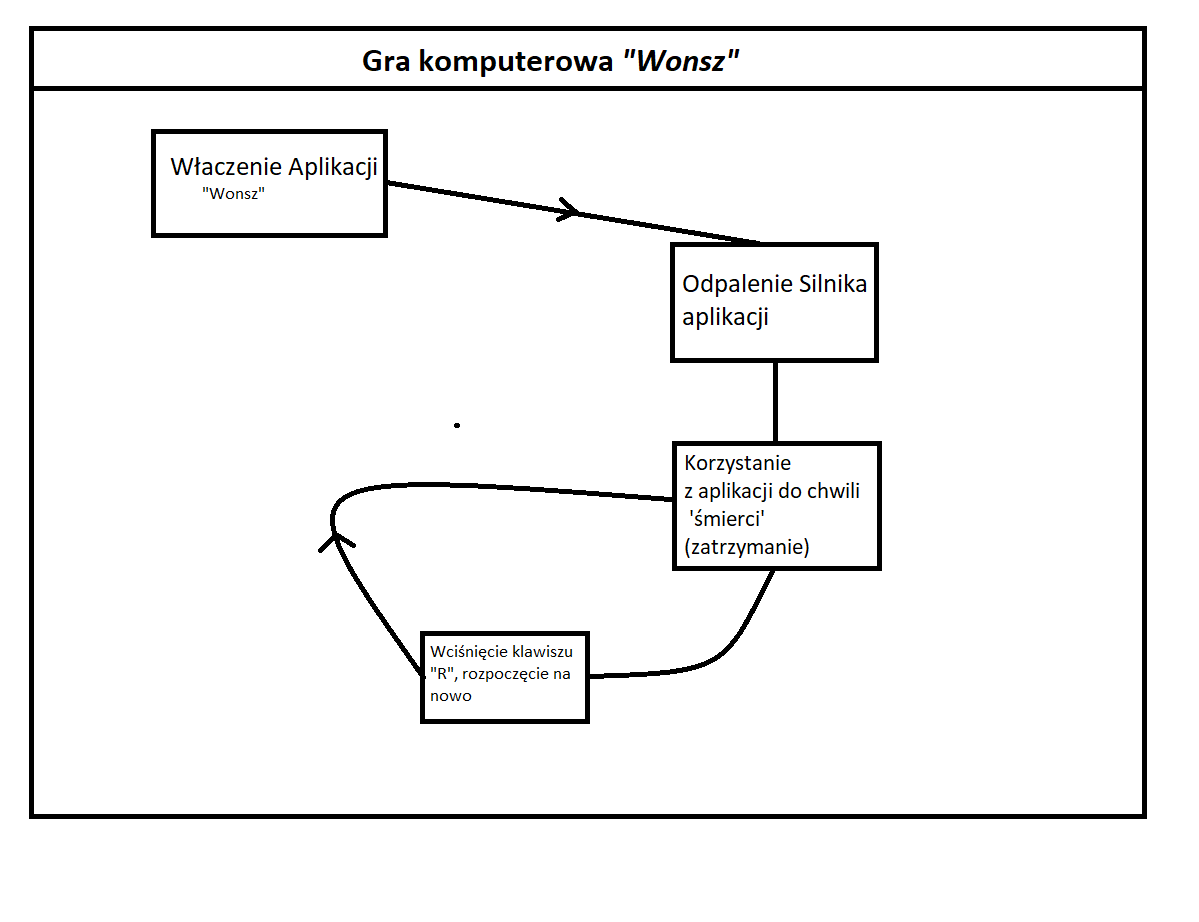 Gra komputerowa "Wonsz"
Właczenie Aplikacji
"Wonsz"
Odpalenie Silnika
aplikacji
Korzystanie
z aplikacji do chwili
'śmierci'
(zatrzymanie)
Wciśnięcie klawiszu
"R", rozpoczęcie na
nowo